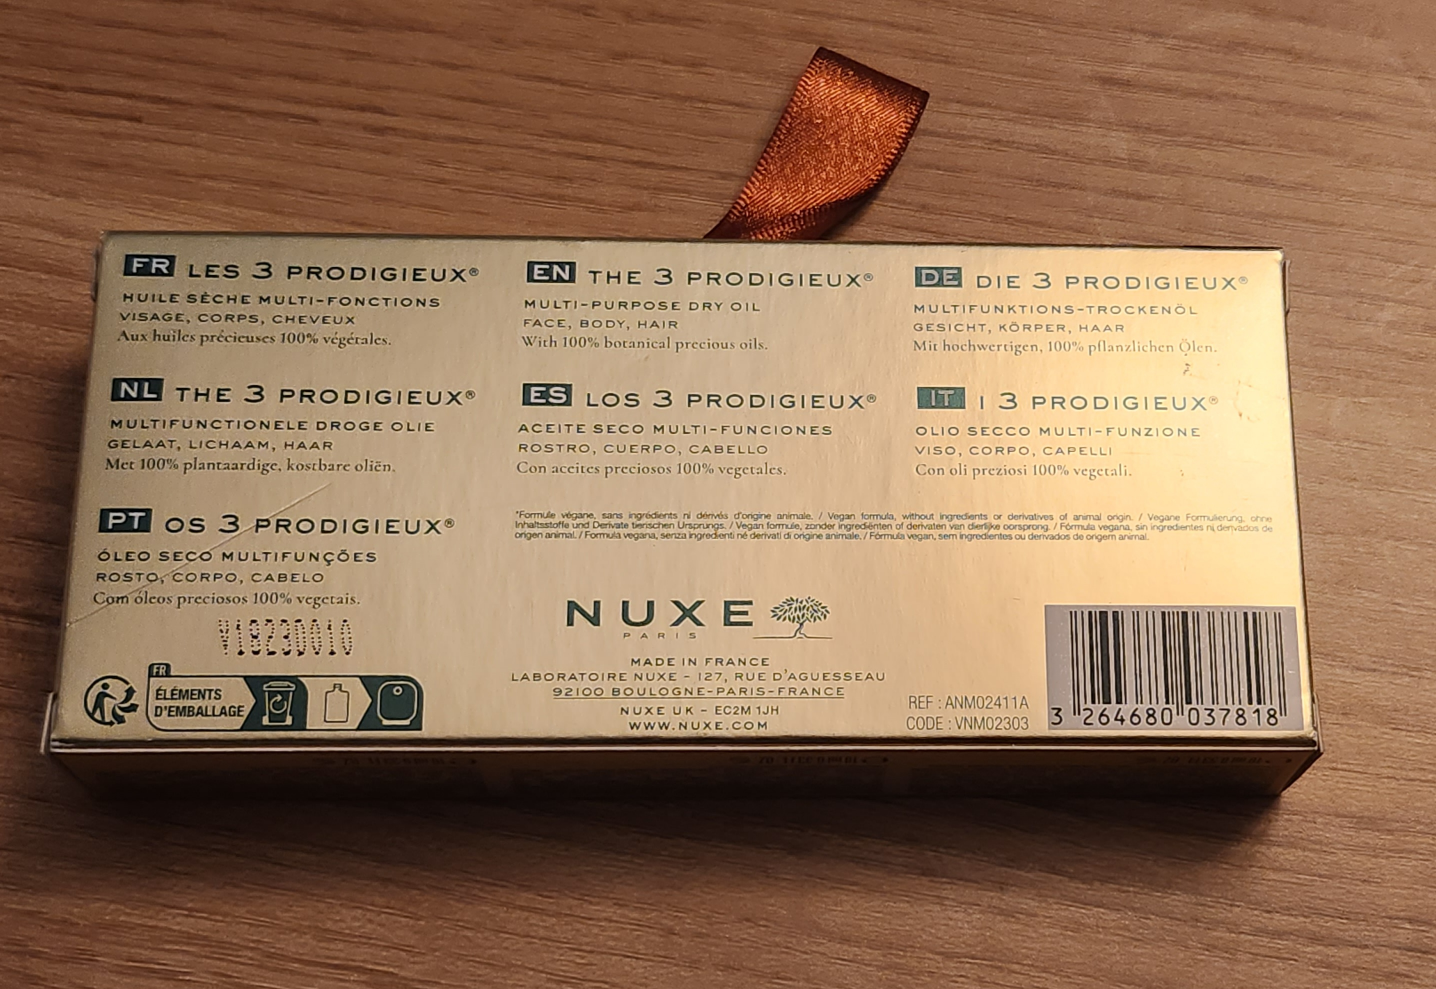 FR LES 3 PRODIGIEUX®
HUILE SÈCHE MULTI-FONCTIONS
VISAGE, CORPS, CHEVEUX
Aux huiles précieuses 100% végétales.
EN THE 3 PRODIGIEUX®
MULTI-PURPOSE DRY OIL
FACE, BODY, HAIR
With 100% botanical precious oils.
DE DIE 3 PRODIGIEUX®
MULTIFUNKTIONS-TROCKENÖL
GESICHT, KÖRPER, HAAR
Mit hochwertigen, 100% pflanzlichen Ölen.
NL THE 3 PRODIGIEUX®
MULTIFUNCTIONELE DROGE OLIE
GELAAT, LICHAAM, HAAR
Met 100% plantaardige, kostbare oliën.
ES LOS 3 PRODIGIEUX®
ACEITE SECO MULTI-FUNCIONES
ROSTRO, CUERPO, CABELLO
Con aceites preciosos 100% vegetales.
IT I 3 PRODIGIEUX®
OLIO SECCO MULTI-FUNZIONE
VISO, CORPO, CAPELLI
Con oli preziosi 100% vegetali.
PT OS 3 PRODIGIEUX®
ÓLEO SECO MULTIFUNÇÕES
ROSTO, CORPO, CABELO
Com óleos preciosos 100% vegetais.
*Formule végane, sans ingrédients ni dérivés d'origine animale. / Vegan formula, without ingredients or derivatives of animal origin. / Vegane Formulierung, ohne
Inhaltsstoffe und Derivate tierischen Ursprungs. / Vegan formule, zonder ingrediënten of derivaten van dierlijke oorsprong. / Fórmula vegana, sin ingredientes ni derivados de
origen animal. / Formula vegana, senza ingredienti né derivati di origine animale. / Fórmula vegan, sem ingredientes ou derivados de origem animal.
V18230010
FR
ÉLÉMENTS
D'EMBALLAGE
NUXE
PARIS
MADE IN FRANCE
LABORATOIRE NUXE - 127, RUE D'AGUESSEAU
92100 BOULOGNE-PARIS-FRANCE
NUXE UK - EC2M 1JH
WWW.NUXE.COM
REF : ANM02411A
CODE : VNM02303
3 264680 037818